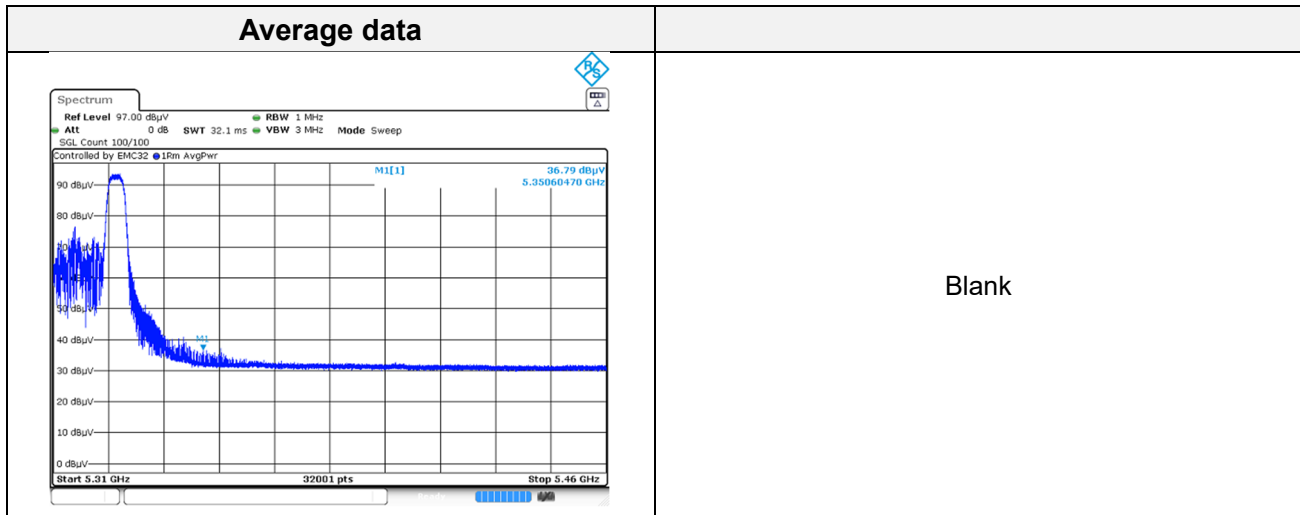 Average data
R&S
Spectrum
Ref Level 97.00 dBµV RBW 1 MHz
Att 0 dB SWT 32.1 ms VBW 3 MHz Mode Sweep
SGL Count 100/100
Controlled by EMC32 1Rm AvgPwr
M1[1] 36.79 dBµV
5.35060470 GHz
90 dBµV
80 dBµV
50 dBµV
40 dBµV
M1
30 dBµV
20 dBµV
10 dBµV
0 dBµV
Start 5.31 GHz 32001 pts Stop 5.46 GHz
Blank